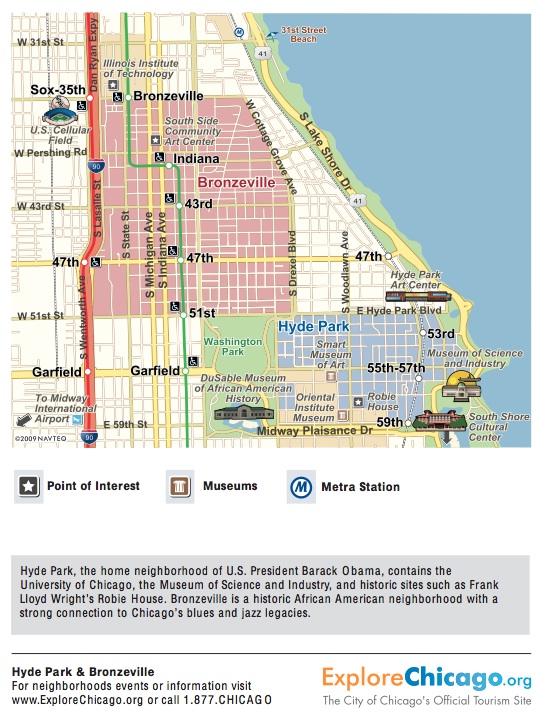 W 31st St
31st Street
Beach
Dan Ryan Expy
Illinois Institute
of Technology
41
Sox-35th
Bronzeville
U.S. Cellular
Field
South Side
Community
Art Center
W Cottage Grove Ave
S Lake Shore Dr
W Pershing Rd
Indiana
90
Bronzeville
S Lasalle St
W 43rd St
43rd
41
S State St
S Michigan Ave
S Indiana Ave
S Drexel Blvd
S Woodlawn Ave
47th
47th
47th
Hyde Park
Art Center
S Wentworth Ave
W 51st St
51st
E Hyde Park Blvd
Hyde Park
53rd
Washington
Park
Smart
Museum
of Art
Museum of Science
and Industry
Garfield
Garfield
55th-57th
DuSable Museum
of African American
History
Oriental
Institute
Museum
Robie
House
To Midway
International
Airport
E 59th St
59th
South Shore
Cultural
Center
Midway Plaisance Dr
©2009 NAVTEQ
90
Point of Interest
Museums
M Metra Station
Hyde Park, the home neighborhood of U.S. President Barack Obama, contains the
University of Chicago, the Museum of Science and Industry, and historic sites such as Frank
Lloyd Wright's Robie House. Bronzeville is a historic African American neighborhood with a
strong connection to Chicago's blues and jazz legacies.
Hyde Park & Bronzeville
For neighborhoods events or information visit
www.ExploreChicago.org or call 1.877.CHICAGO
ExploreChicago.org
The City of Chicago's Official Tourism Site